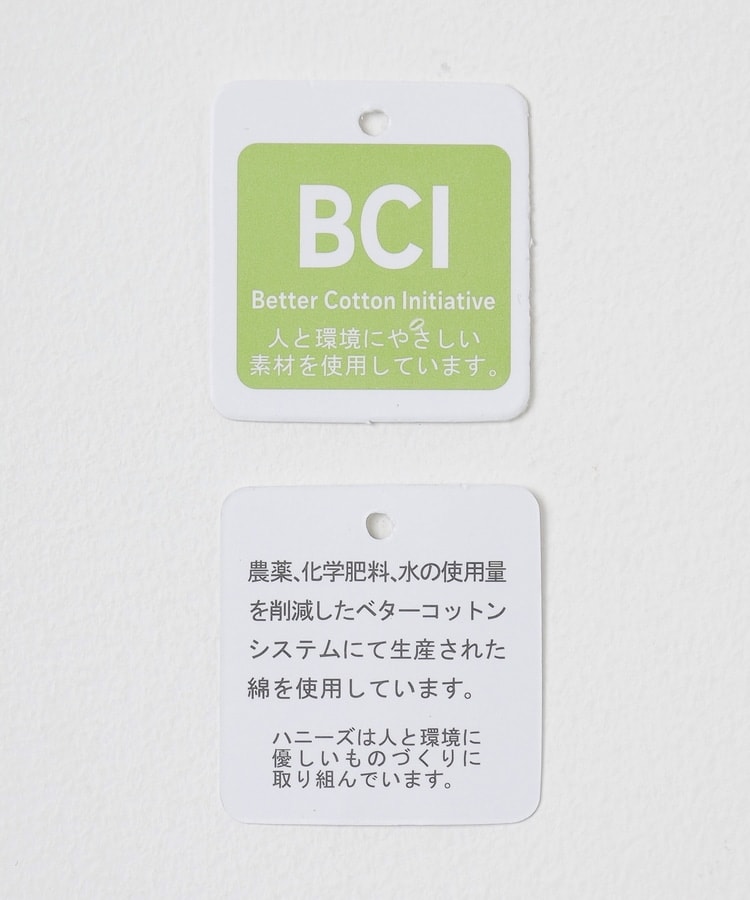 BCI
Better Cotton Initiative
人と環境にやさしい
素材を使用しています。
農薬、化学肥料、水の使用量
を削減したベターコットン
システムにて生産された
綿を使用しています。
ハニーズは人と環境に
優しいものづくりに
取り組んでいます。